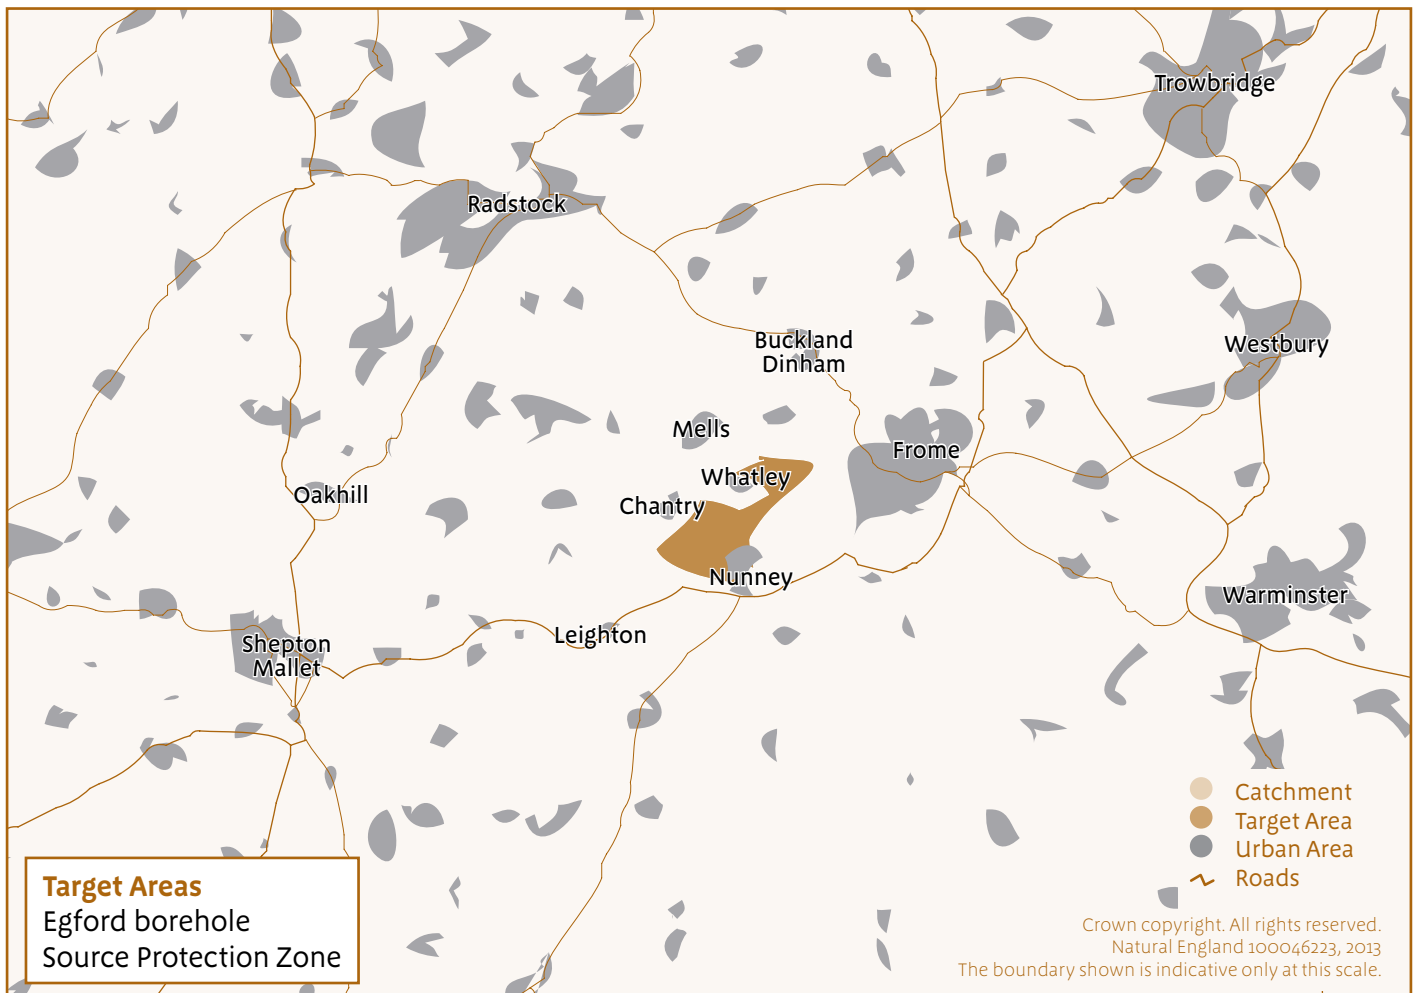 Trowbridge
Radstock
Buckland
Dinham
Westbury
Mells
Frome
Whatley
Chantry
Oakhill
Nunney
Warminster
Leighton
Shepton
Mallet
Catchment
Target Area
Urban Area
Roads
Target Areas
Egford borehole
Source Protection Zone
Crown copyright. All rights reserved.
Natural England 100046223, 2013
The boundary shown is indicative only at this scale.